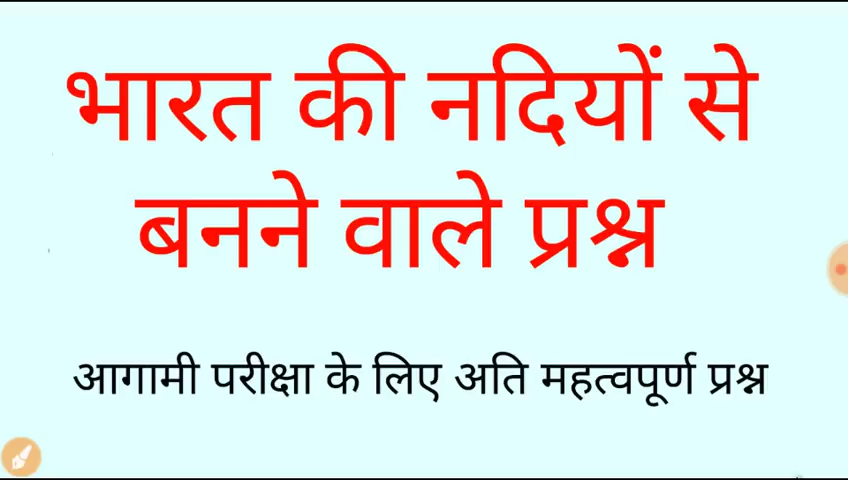 भारत की नदियों से
बनने वाले प्रश्न
आगामी परीक्षा के लिए अति महत्वपूर्ण प्रश्न